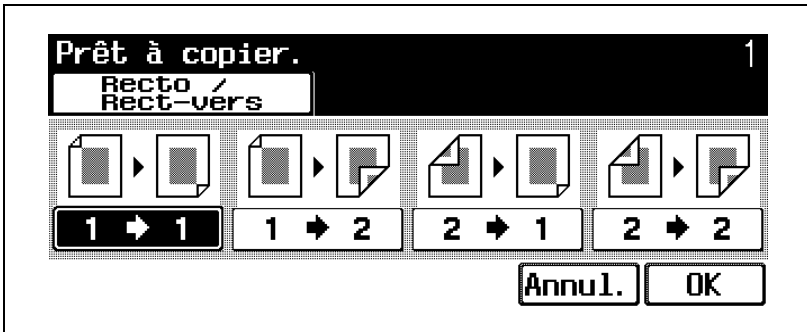 Prêt à copier. 1
Recto /
Rect-vers
1 ➔ 1 1 ➔ 2 2 ➔ 1 2 ➔ 2
Annul. OK